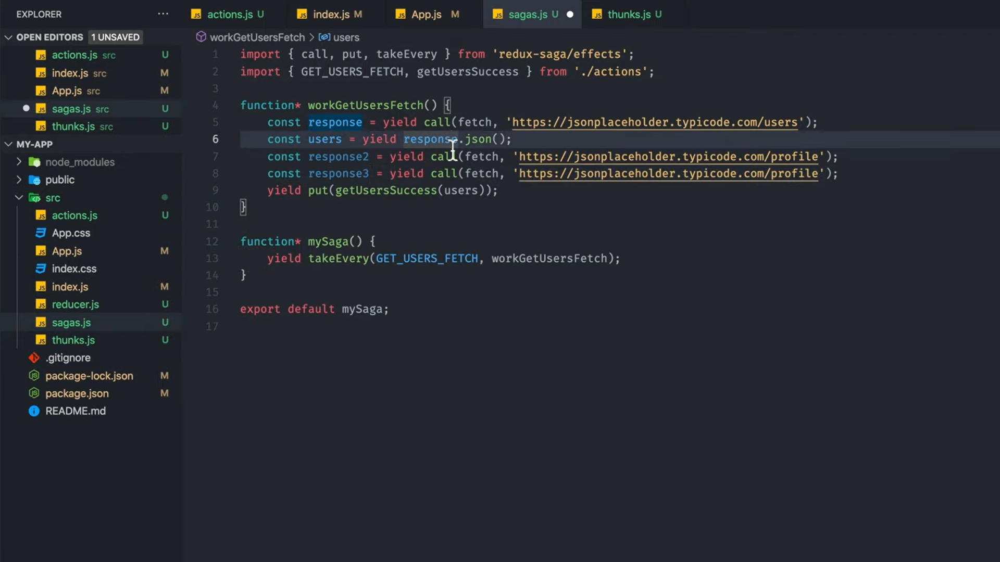 EXPLORER
···
actions.js U
index.js M
App.js M
sagas.js U
thunks.js U
OPEN EDITORS 1 UNSAVED
actions.js src U
index.js src M
App.js src M
sagas.js src U
thunks.js src U
MY-APP
node_modules
public
src
actions.js U
App.css
App.js M
index.css
index.js M
reducer.js U
sagas.js U
thunks.js U
.gitignore
package-lock.json M
package.json M
README.md
workGetUsersFetch > users
1 import { call, put, takeEvery } from 'redux-saga/effects';
2 import { GET_USERS_FETCH, getUsersSuccess } from './actions';
3
4 function* workGetUsersFetch() {
5 const response = yield call(fetch, 'https://jsonplaceholder.typicode.com/users');
6 const users = yield response.json();
7 const response2 = yield call(fetch, 'https://jsonplaceholder.typicode.com/profile');
8 const response3 = yield call(fetch, 'https://jsonplaceholder.typicode.com/profile');
9 yield put(getUsersSuccess(users));
10 }
11
12 function* mySaga() {
13 yield takeEvery(GET_USERS_FETCH, workGetUsersFetch);
14 }
15
16 export default mySaga;
17